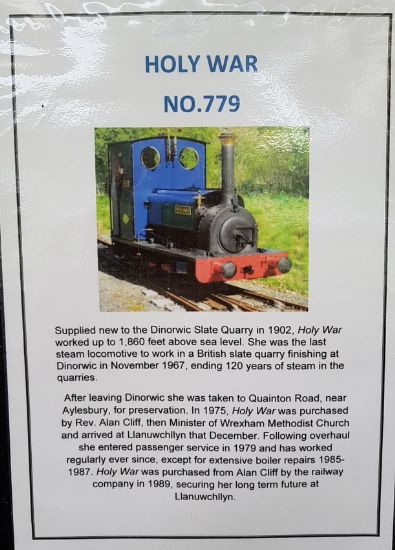 HOLY WAR
NO.779
HOLY WAR
Supplied new to the Dinorwic Slate Quarry in 1902, Holy War
worked up to 1,860 feet above sea level. She was the last
steam locomotive to work in a British slate quarry finishing at
Dinorwic in November 1967, ending 120 years of steam in the
quarries.
After leaving Dinorwic she was taken to Quainton Road, near
Aylesbury, for preservation. In 1975, Holy War was purchased
by Rev. Alan Cliff, then Minister of Wrexham Methodist Church
and arrived at Llanuwchllyn that December. Following overhaul
she entered passenger service in 1979 and has worked
regularly ever since, except for extensive boiler repairs 1985-
1987. Holy War was purchased from Alan Cliff by the railway
company in 1989, securing her long term future at
Llanuwchllyn.